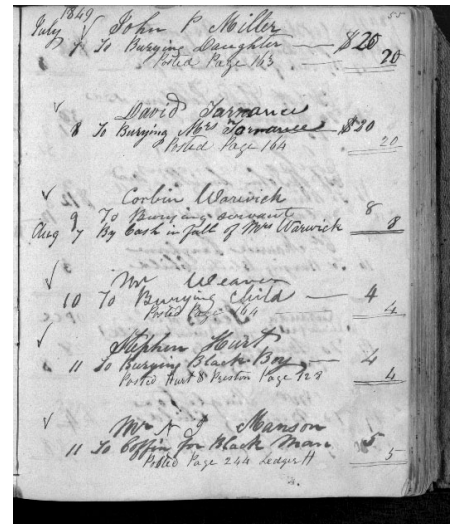 1849
July √ John P Miller
7 To Burying Daughter — $20
Posted Page 163 20
√ David Tarmance
8 To Burying Mrs Tormance $20
Posted Page 164 20
√ Corbin Warwick
9 To Burying servant 8
Aug 7 By Cash in full of Mrs Warwick 8
√ Mr Weaver
10 To Burying Child — 4
Posted Page 164 4
√ Stephen Hurt
11 To Burying Black Boy — 4
Posted Hurt & Preston Page 128 4
√ Mr N Manson
11 To Coffin for Black Man 5
Posted Page 244 Ledger H 5